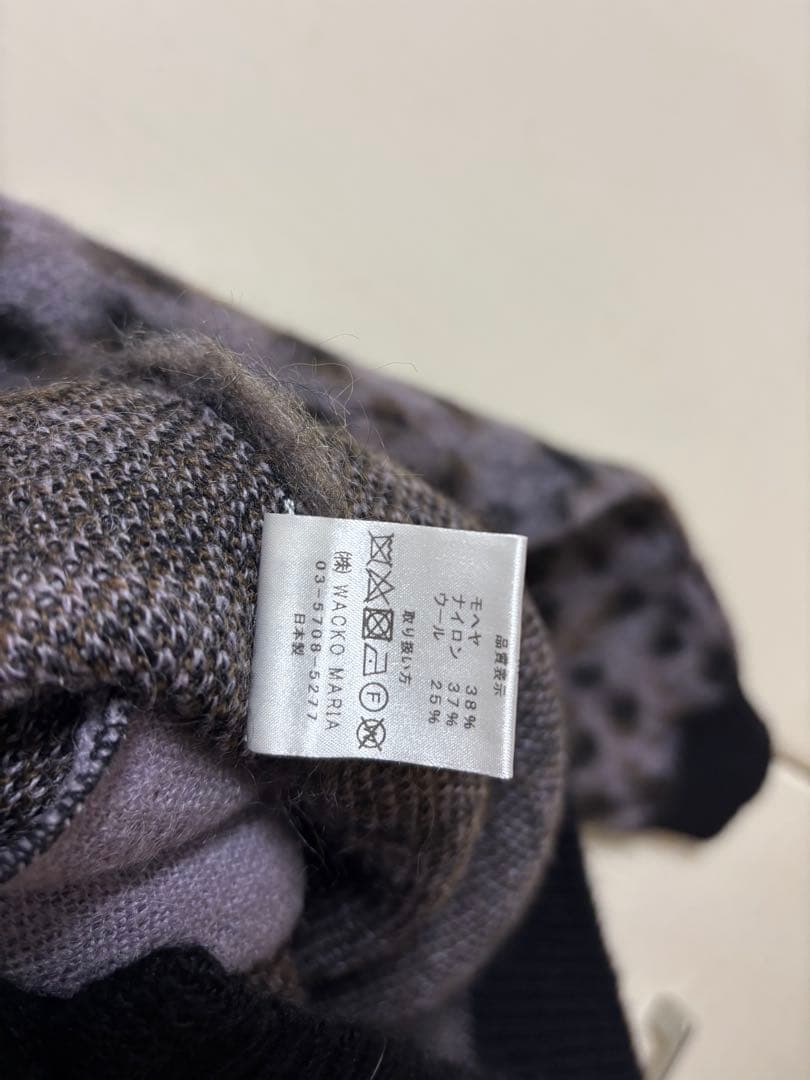 品質表示
モヘヤ 38%
ナイロン 37%
ウール 25%
取り扱い方
F
㈱ WACKO MARIA
03-5708-5277
日本製